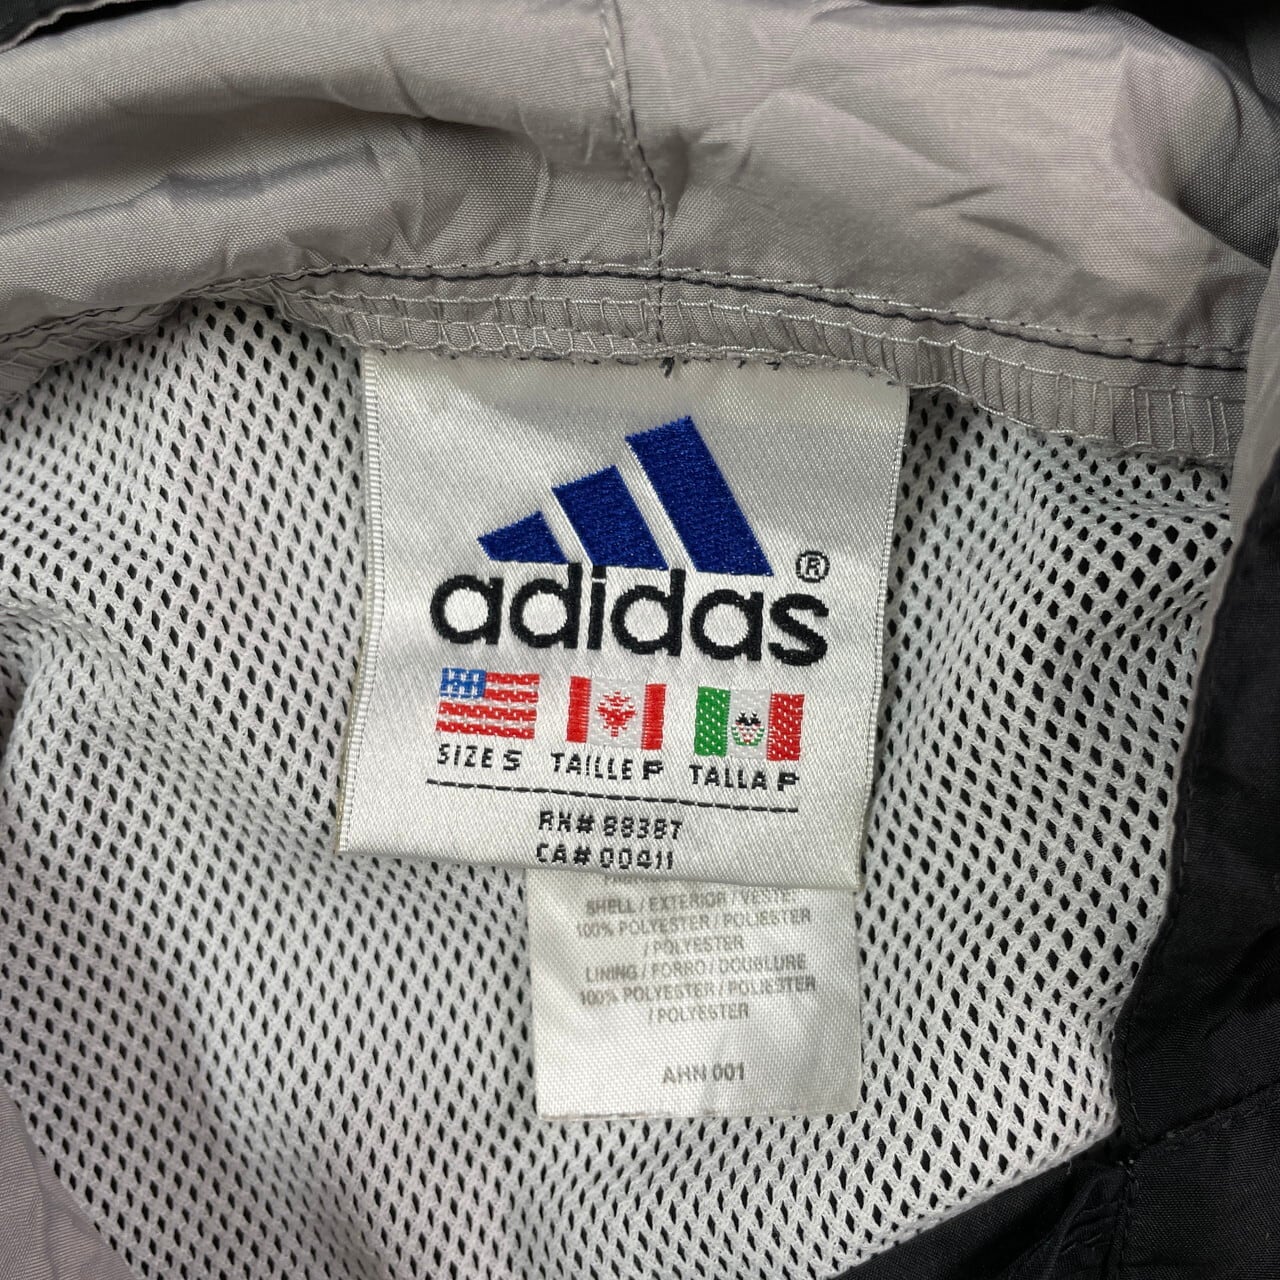 ®
adidas
SIZE S TAILLE P TALLA P
RN# 88387
CA# 00411
SHELL / EXTERIOR / VESTE:
100% POLYESTER / POLIESTER
/ POLYESTER
LINING / FORRO / DOUBLURE
100% POLYESTER / POLIESTER
/ POLYESTER
AHN 001